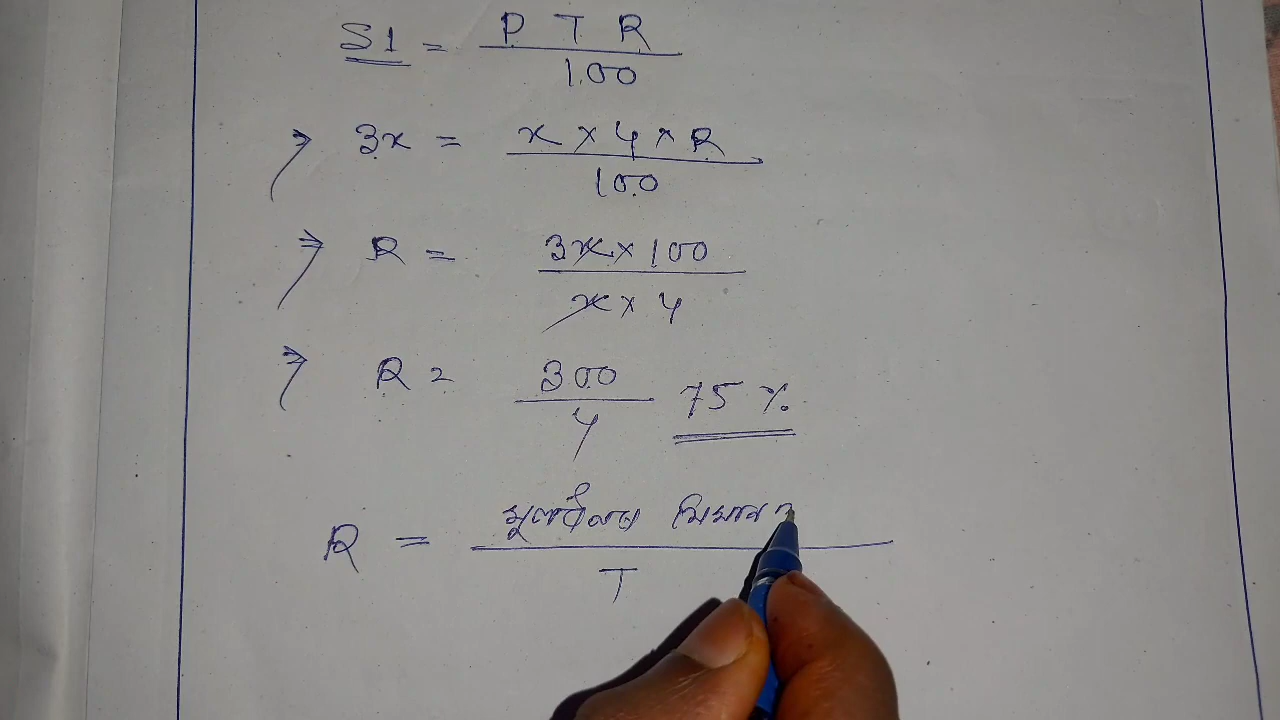 SI = P T R / 100
⇒ 3x = x × 4 × R / 100
⇒ R = 3x × 100 / x × 4
⇒ R = 300 / 4 75 %
R = / T